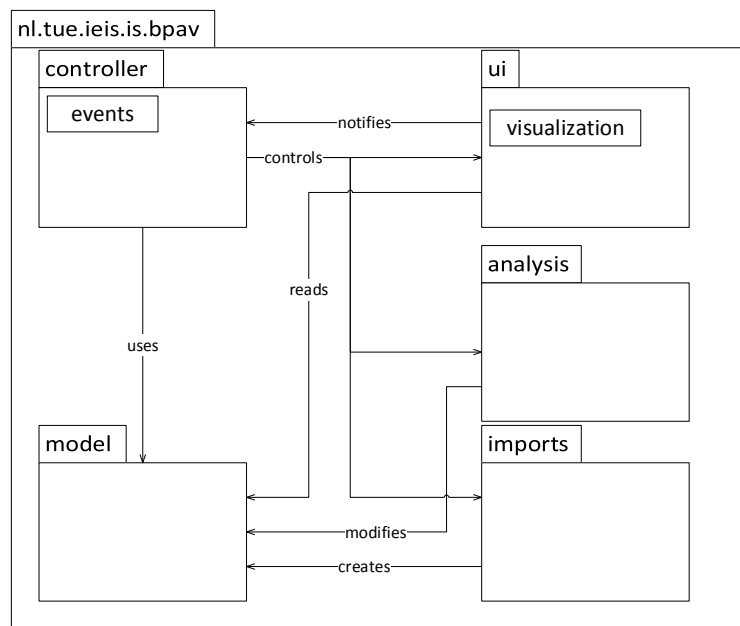 nl.tue.ieis.is.bpav
controller
ui
events
notifies
visualization
controls
analysis
reads
uses
model
imports
modifies
creates